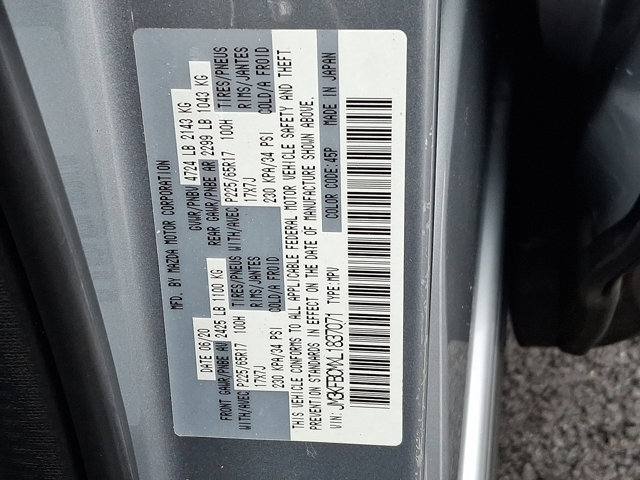 MFD. BY MAZDA MOTOR CORPORATION
DATE 06/20 GVWR/PNBV 4724 LB 2143 KG
FRONT GAWR/PNBE AV 2425 LB 1100 KG REAR GAWR/PNBE AR 2299 LB 1043 KG
WITH/AVEC P225/65R17 100H TIRES/PNEUS WITH/AVEC P225/65R17 100H TIRES/PNEUS
17X7J RIMS/JANTES 17X7J RIMS/JANTES
230 KPA/34 PSI COLD/A FROID 230 KPA/34 PSI COLD/A FROID
THIS VEHICLE CONFORMS TO ALL APPLICABLE FEDERAL MOTOR VEHICLE SAFETY AND THEFT
PREVENTION STANDARDS IN EFFECT ON THE DATE OF MANUFACTURE SHOWN ABOVE.
VIN: JM3KFBCMXL1837071 TYPE:MPV COLOR CODE:45P MADE IN JAPAN